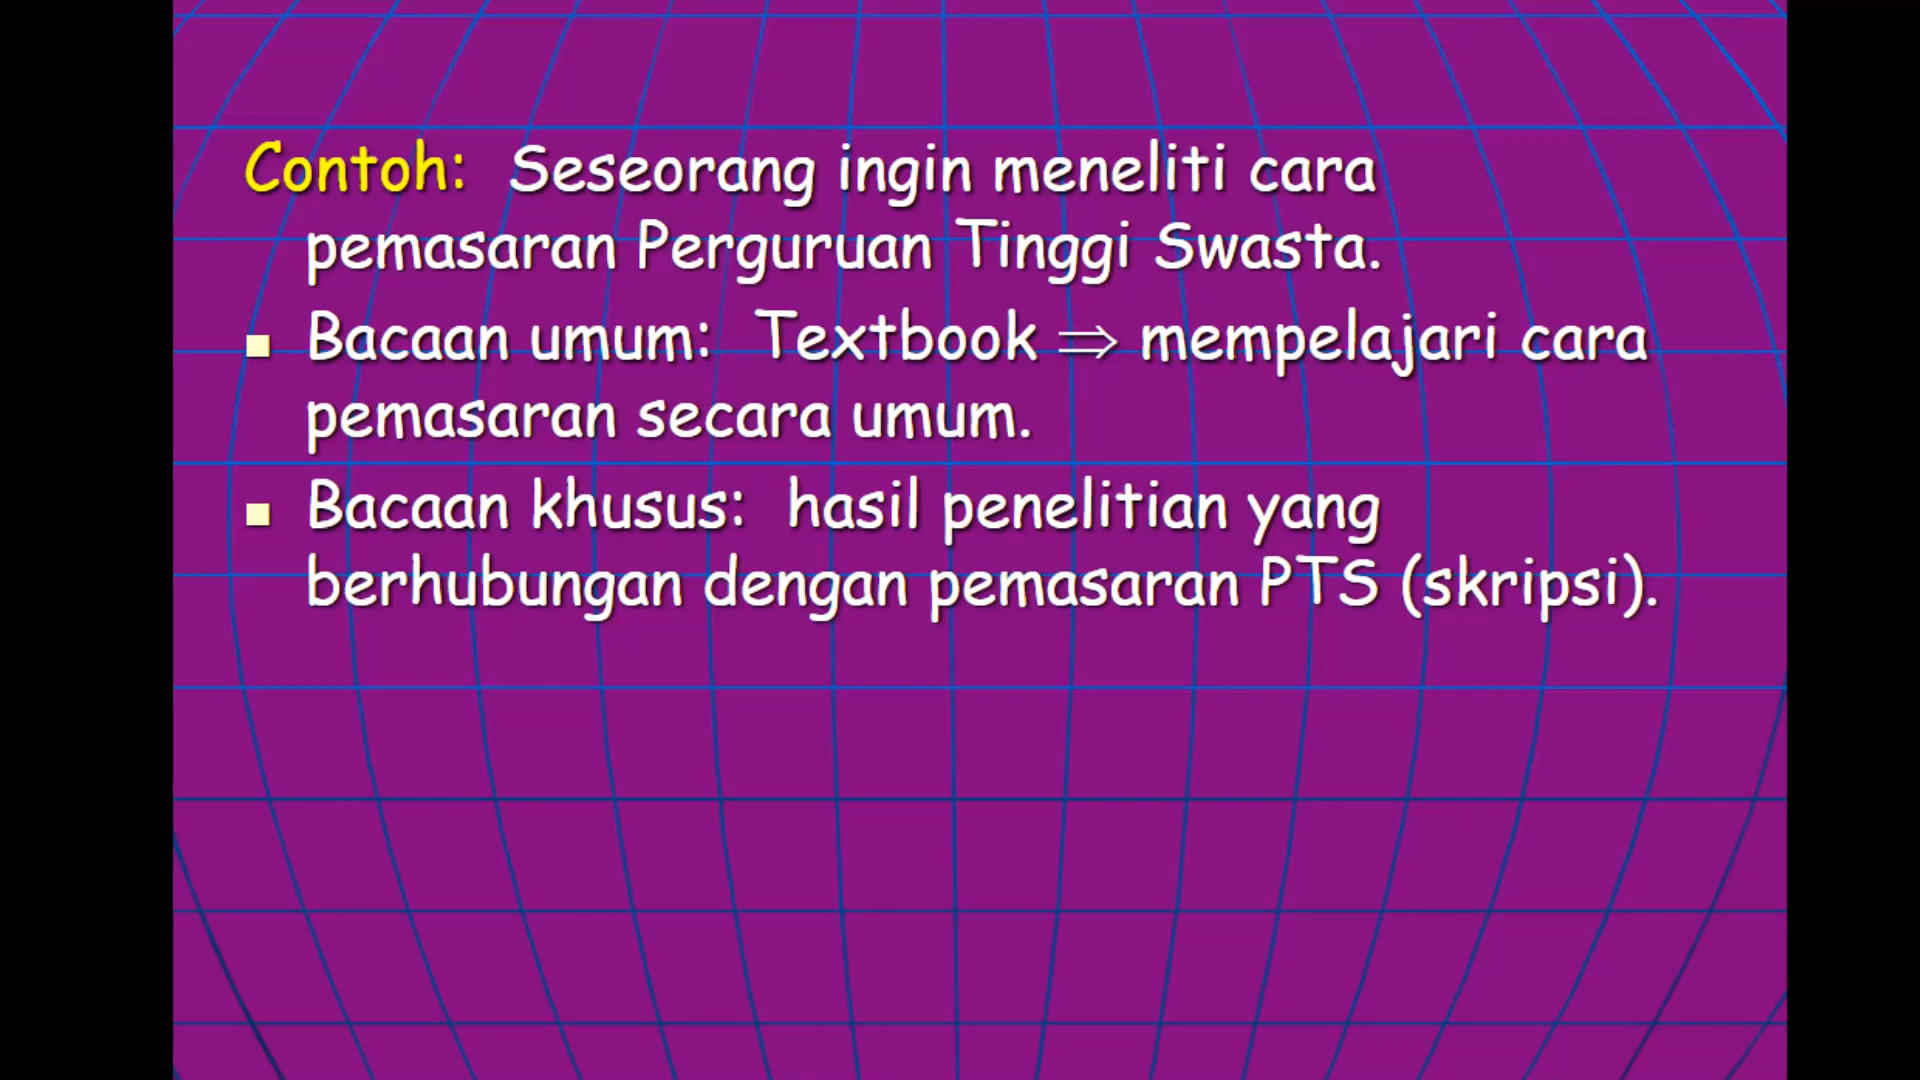 Contoh: Seseorang ingin meneliti cara
pemasaran Perguruan Tinggi Swasta.
■ Bacaan umum: Textbook ⇒ mempelajari cara
pemasaran secara umum.
■ Bacaan khusus: hasil penelitian yang
berhubungan dengan pemasaran PTS (skripsi).